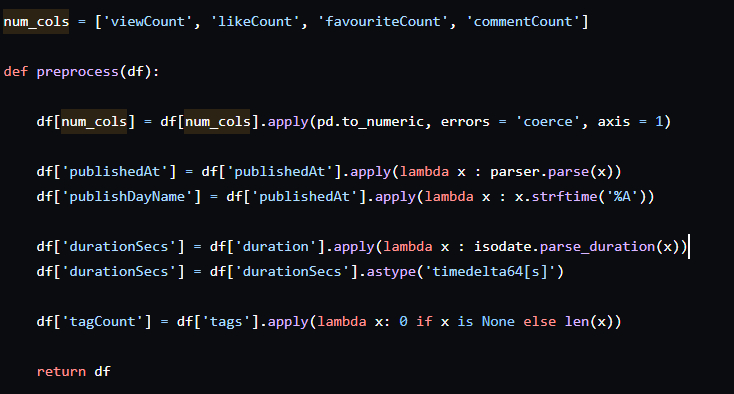 num_cols = ['viewCount', 'likeCount', 'favouriteCount', 'commentCount']
def preprocess(df):
df[num_cols] = df[num_cols].apply(pd.to_numeric, errors = 'coerce', axis = 1)
df['publishedAt'] = df['publishedAt'].apply(lambda x : parser.parse(x))
df['publishDayName'] = df['publishedAt'].apply(lambda x : x.strftime('%A'))
df['durationSecs'] = df['duration'].apply(lambda x : isodate.parse_duration(x))
df['durationSecs'] = df['durationSecs'].astype('timedelta64[s]')
df['tagCount'] = df['tags'].apply(lambda x: 0 if x is None else len(x))
return df